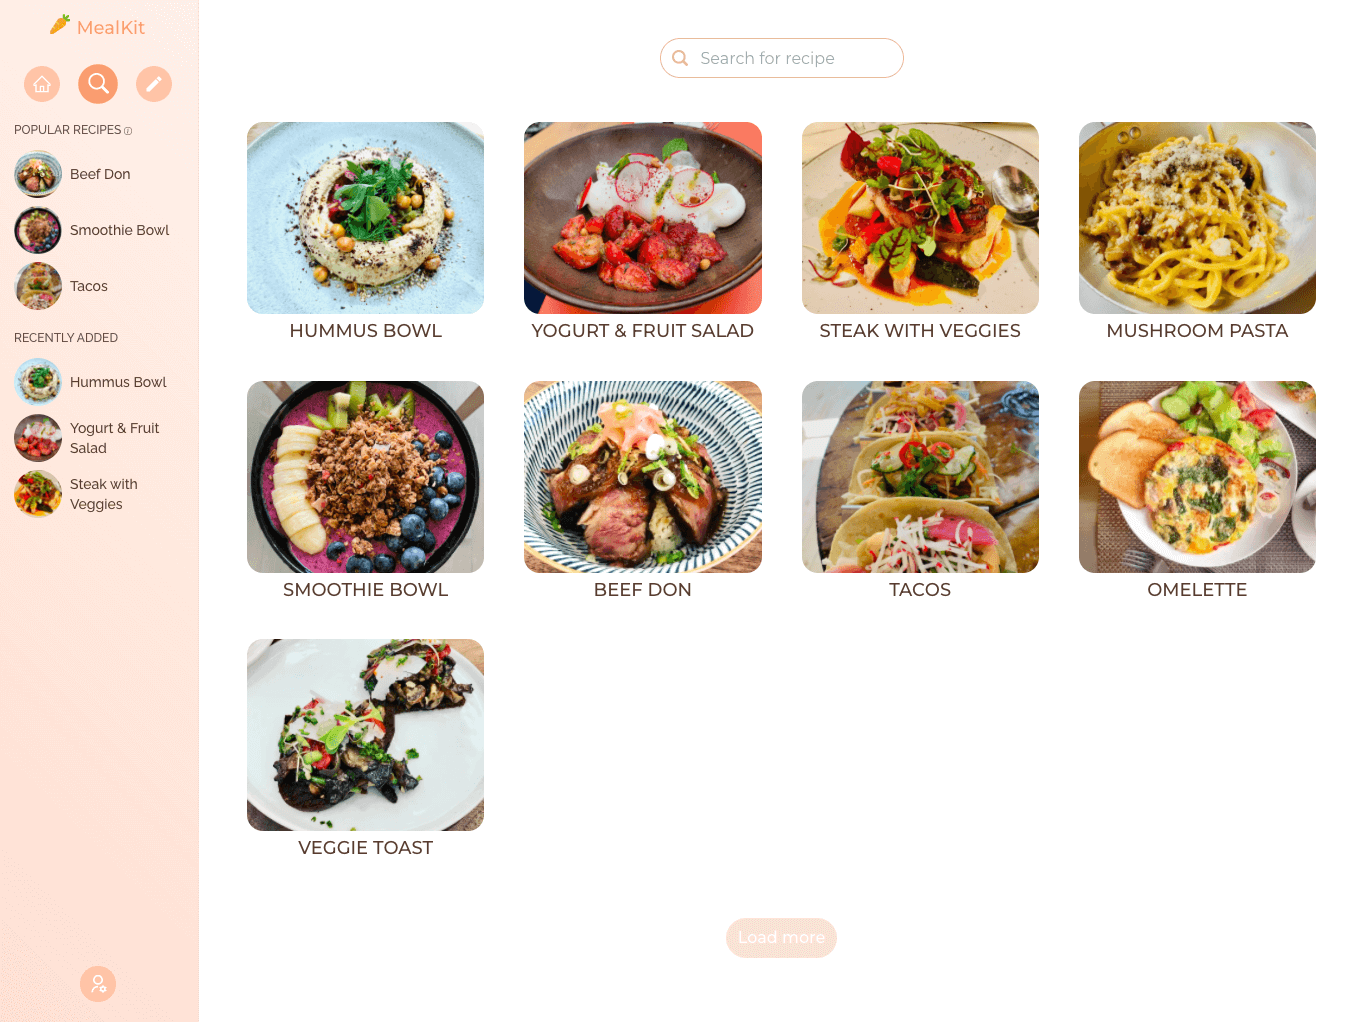 MealKit
POPULAR RECIPES
Beef Don
Smoothie Bowl
Tacos
RECENTLY ADDED
Hummus Bowl
Yogurt & Fruit
Salad
Steak with
Veggies
Search for recipe
HUMMUS BOWL
YOGURT & FRUIT SALAD
STEAK WITH VEGGIES
MUSHROOM PASTA
SMOOTHIE BOWL
BEEF DON
TACOS
OMELETTE
VEGGIE TOAST
Load more